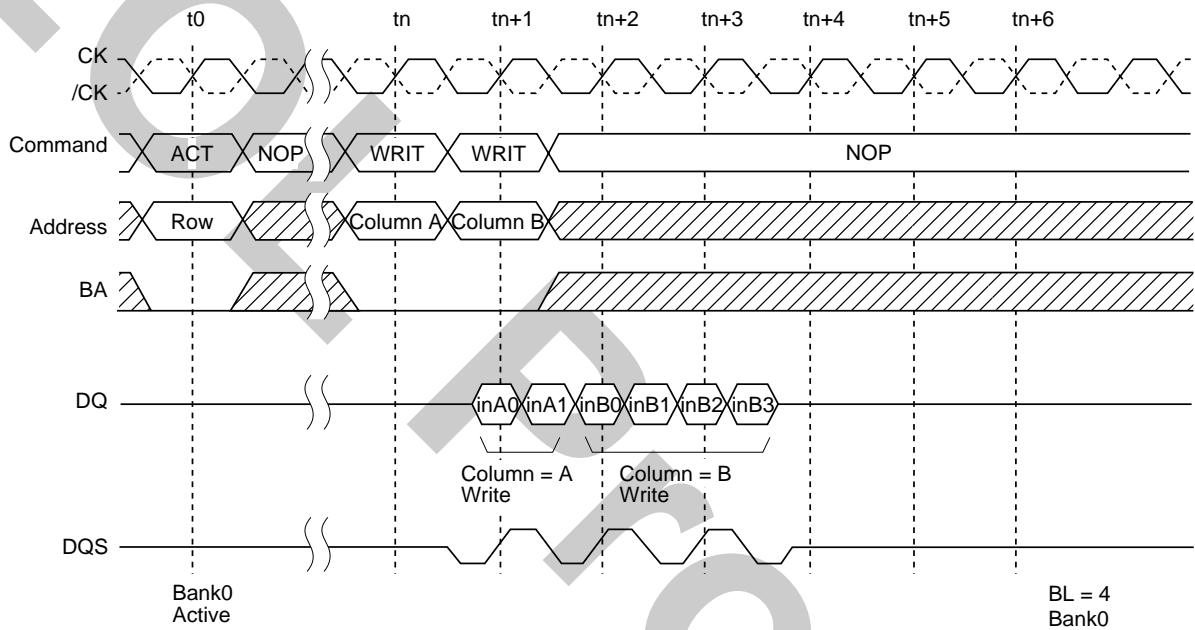 t0 tn tn+1 tn+2 tn+3 tn+4 tn+5 tn+6
CK
/CK
Command ACT NOP WRIT WRIT NOP
Address Row Column A Column B
BA
DQ inA0 inA1 inB0 inB1 inB2 inB3
Column = A Column = B
Write Write
DQS
Bank0 BL = 4
Active Bank0